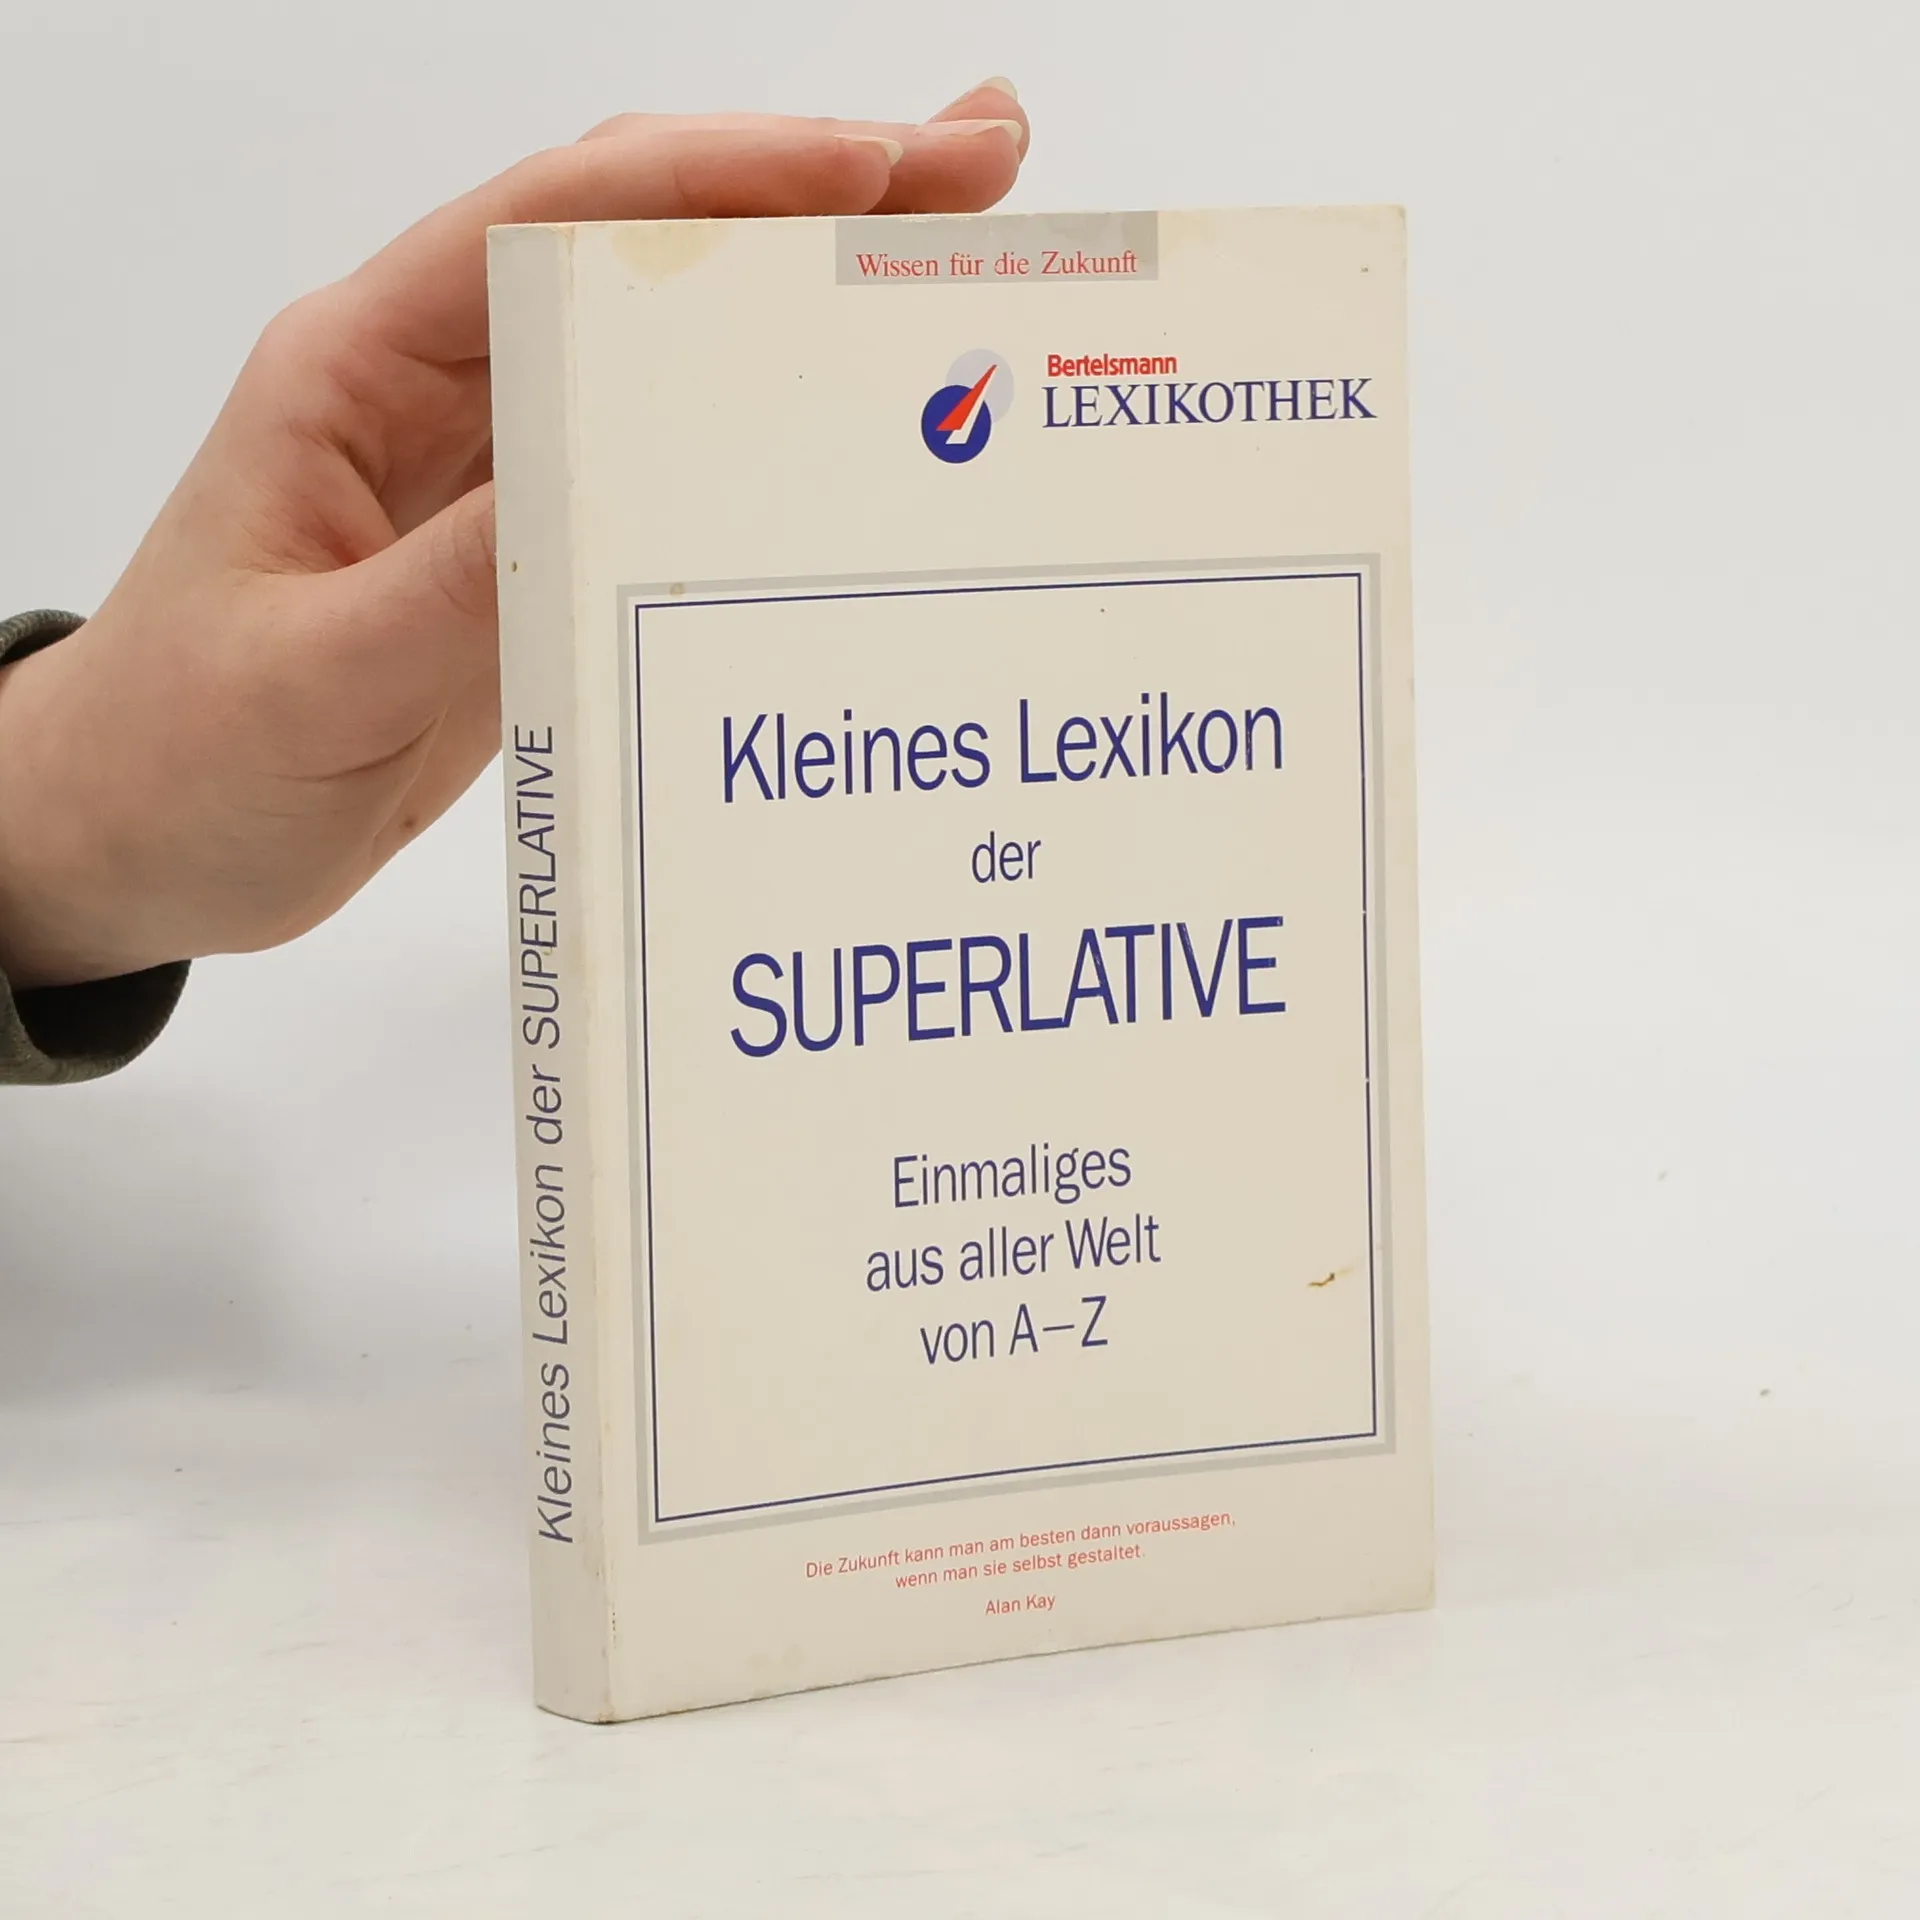 Wissen für die Zukunft
Bertelsmann
LEXIKOTHEK
Kleines Lexikon
der
SUPERLATIVE
Einmaliges
aus aller Welt
von A–Z
Die Zukunft kann man am besten dann voraussagen,
wenn man sie selbst gestaltet.
Alan Kay
Kleines Lexikon der SUPERLATIVE